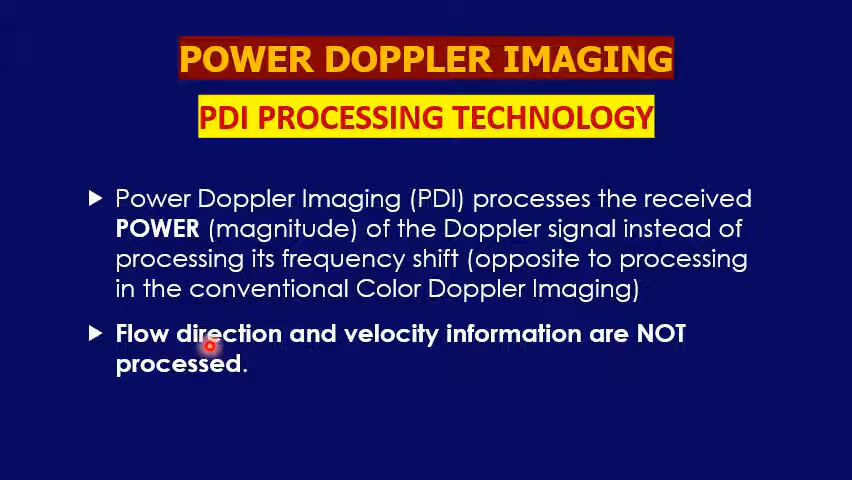 POWER DOPPLER IMAGING
PDI PROCESSING TECHNOLOGY
Power Doppler Imaging (PDI) processes the received
POWER (magnitude) of the Doppler signal instead of
processing its frequency shift (opposite to processing
in the conventional Color Doppler Imaging)
Flow direction and velocity information are NOT
processed.